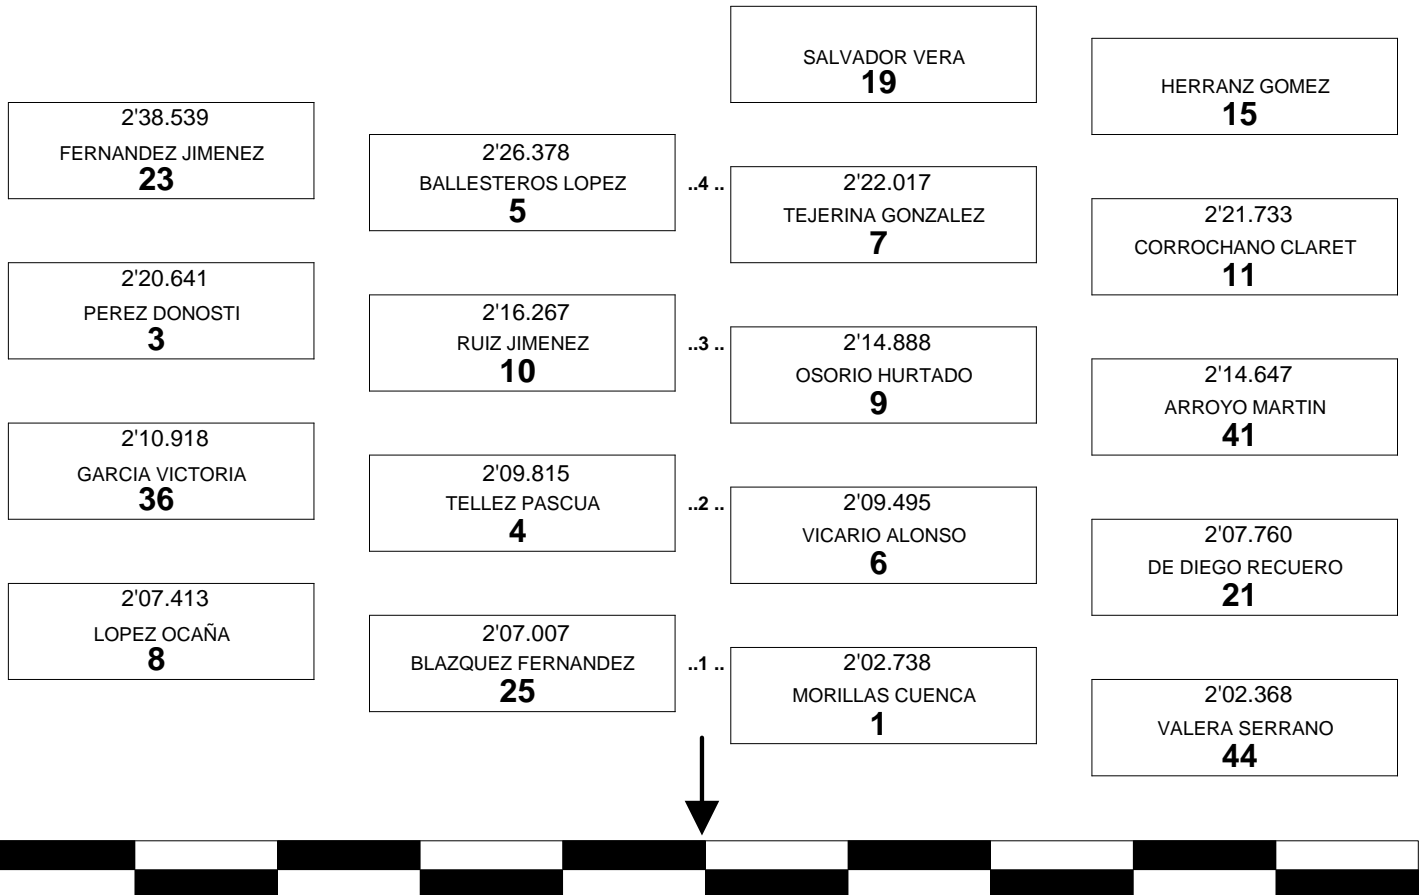 SALVADOR VERA
19
HERRANZ GOMEZ
15
2'38.539
FERNANDEZ JIMENEZ
23
2'26.378
BALLESTEROS LOPEZ
5
..4 ..
2'22.017
TEJERINA GONZALEZ
7
2'21.733
CORROCHANO CLARET
11
2'20.641
PEREZ DONOSTI
3
2'16.267
RUIZ JIMENEZ
10
..3 ..
2'14.888
OSORIO HURTADO
9
2'14.647
ARROYO MARTIN
41
2'10.918
GARCIA VICTORIA
36
2'09.815
TELLEZ PASCUA
4
..2 ..
2'09.495
VICARIO ALONSO
6
2'07.760
DE DIEGO RECUERO
21
2'07.413
LOPEZ OCAÑA
8
2'07.007
BLAZQUEZ FERNANDEZ
25
..1 ..
2'02.738
MORILLAS CUENCA
1
2'02.368
VALERA SERRANO
44